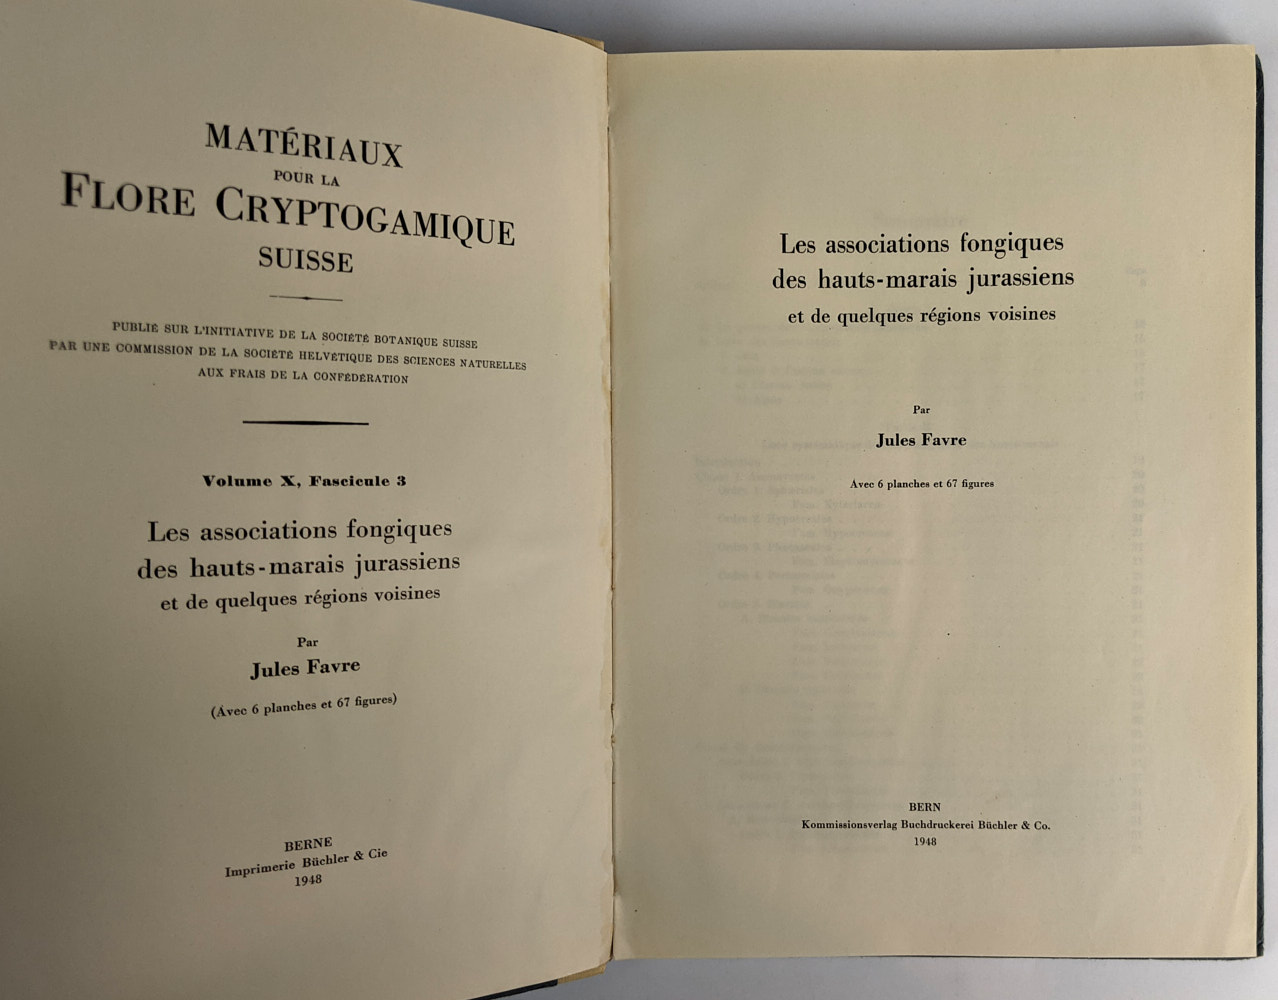 MATÉRIAUX
POUR LA
FLORE CRYPTOGAMIQUE
SUISSE
PUBLIÉ SUR L'INITIATIVE DE LA SOCIÉTÉ BOTANIQUE SUISSE
PAR UNE COMMISSION DE LA SOCIÉTÉ HELVÉTIQUE DES SCIENCES NATURELLES
AUX FRAIS DE LA CONFÉDÉRATION
Volume X, Fascicule 3
Les associations fongiques
des hauts-marais jurassiens
et de quelques régions voisines
Par
Jules Favre
(Avec 6 planches et 67 figures)
BERNE
Imprimerie Büchler & Cie
1948
Les associations fongiques
des hauts-marais jurassiens
et de quelques régions voisines
Par
Jules Favre
Avec 6 planches et 67 figures
BERN
Kommissionsverlag Buchdruckerei Büchler & Co.
1948